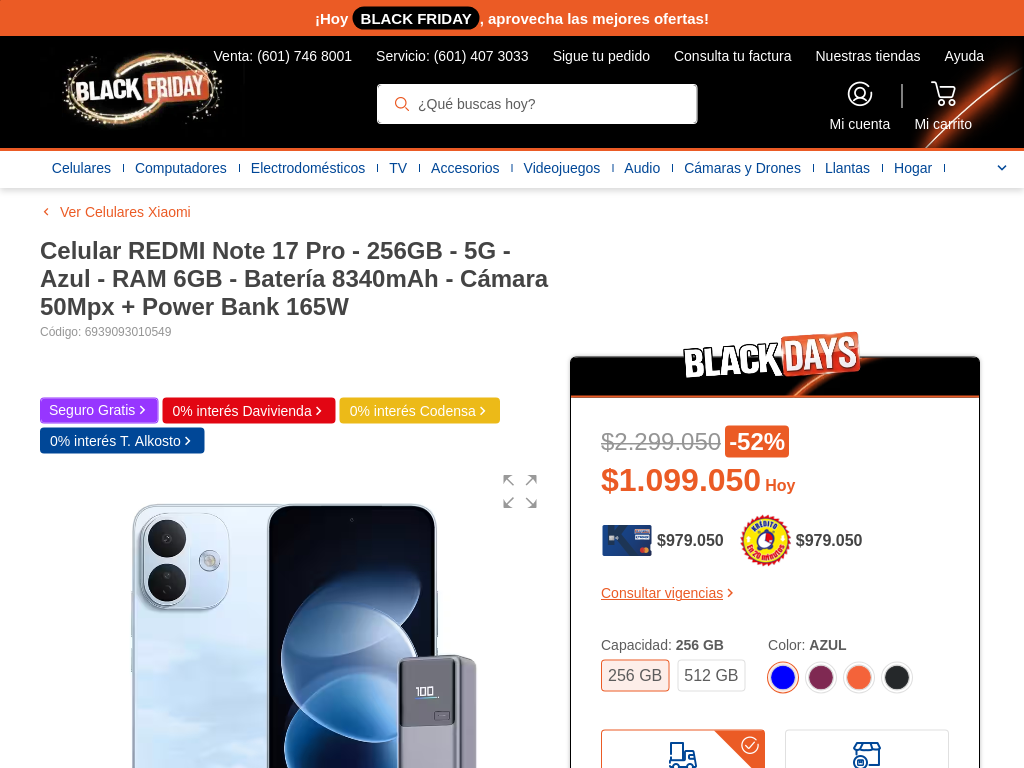 ¡Hoy BLACK FRIDAY , aprovecha las mejores ofertas!
Venta: (601) 746 8001
Servicio: (601) 407 3033
Sigue tu pedido
Consulta tu factura
Nuestras tiendas
Ayuda
BLACK FRIDAY
¿Qué buscas hoy?
Mi cuenta
Mi carrito
Celulares
Computadores
Electrodomésticos
TV
Accesorios
Videojuegos
Audio
Cámaras y Drones
Llantas
Hogar
Ver Celulares Xiaomi
Celular REDMI Note 17 Pro - 256GB - 5G -
Azul - RAM 6GB - Batería 8340mAh - Cámara
50Mpx + Power Bank 165W
Código: 6939093010549
Seguro Gratis
0% interés Davivienda
0% interés Codensa
0% interés T. Alkosto
100
BLACK DAYS
$2.299.050 -52%
$1.099.050 Hoy
$979.050
KRÉDITO
En 20 minutos
$979.050
Consultar vigencias
Capacidad: 256 GB
256 GB
512 GB
Color: AZUL